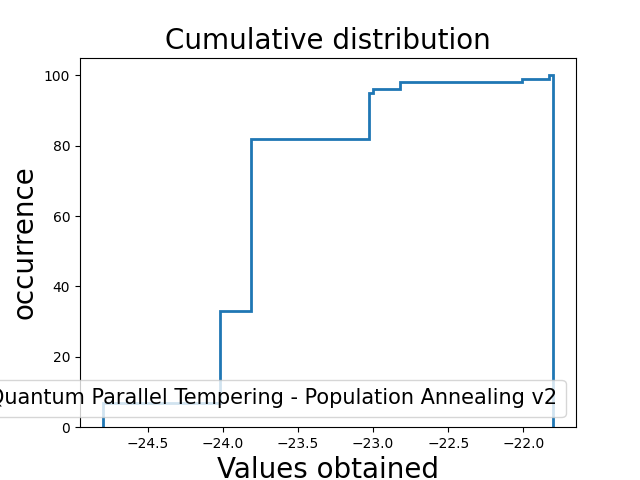 Cumulative distribution
100
80
60
40
20
0
occurrence
Parallel Tempering - Population Annealing v2
−24.5 −24.0 −23.5 −23.0 −22.5 −22.0
Values obtained